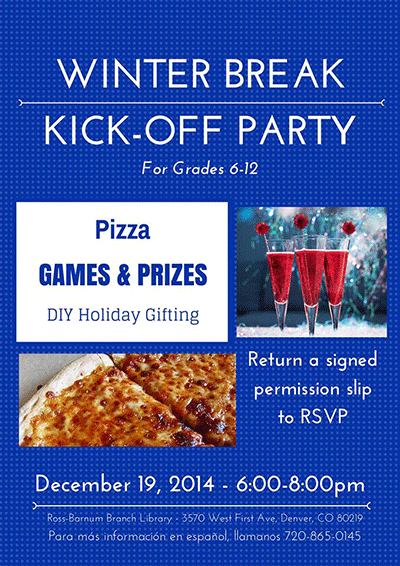 WINTER BREAK
KICK-OFF PARTY
For Grades 6-12
Pizza
GAMES & PRIZES
DIY Holiday Gifting
Return a signed
permission slip
to RSVP
December 19, 2014 - 6:00-8:00pm
Ross-Barnum Branch Library - 3570 West First Ave, Denver, CO 80219
Para más información en español, llamanos 720-865-0145